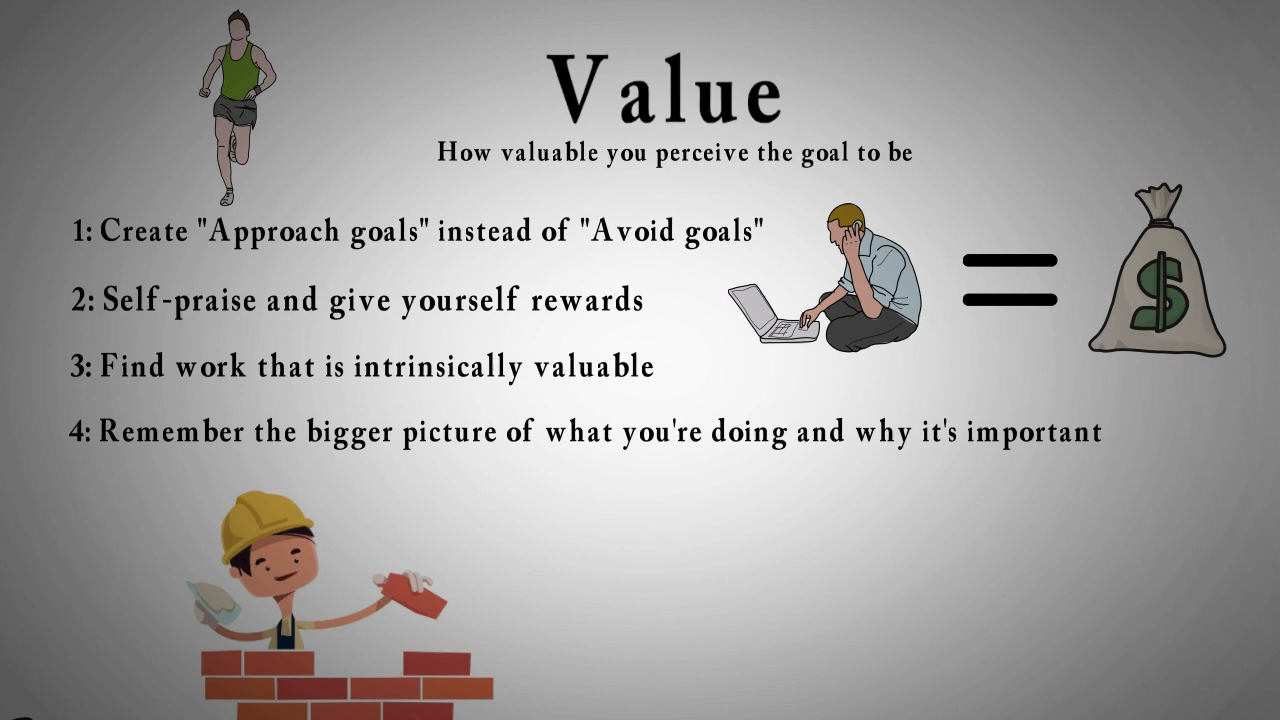 Value
How valuable you perceive the goal to be
1: Create "Approach goals" instead of "Avoid goals"
2: Self-praise and give yourself rewards
3: Find work that is intrinsically valuable
4: Remember the bigger picture of what you're doing and why it's important
$